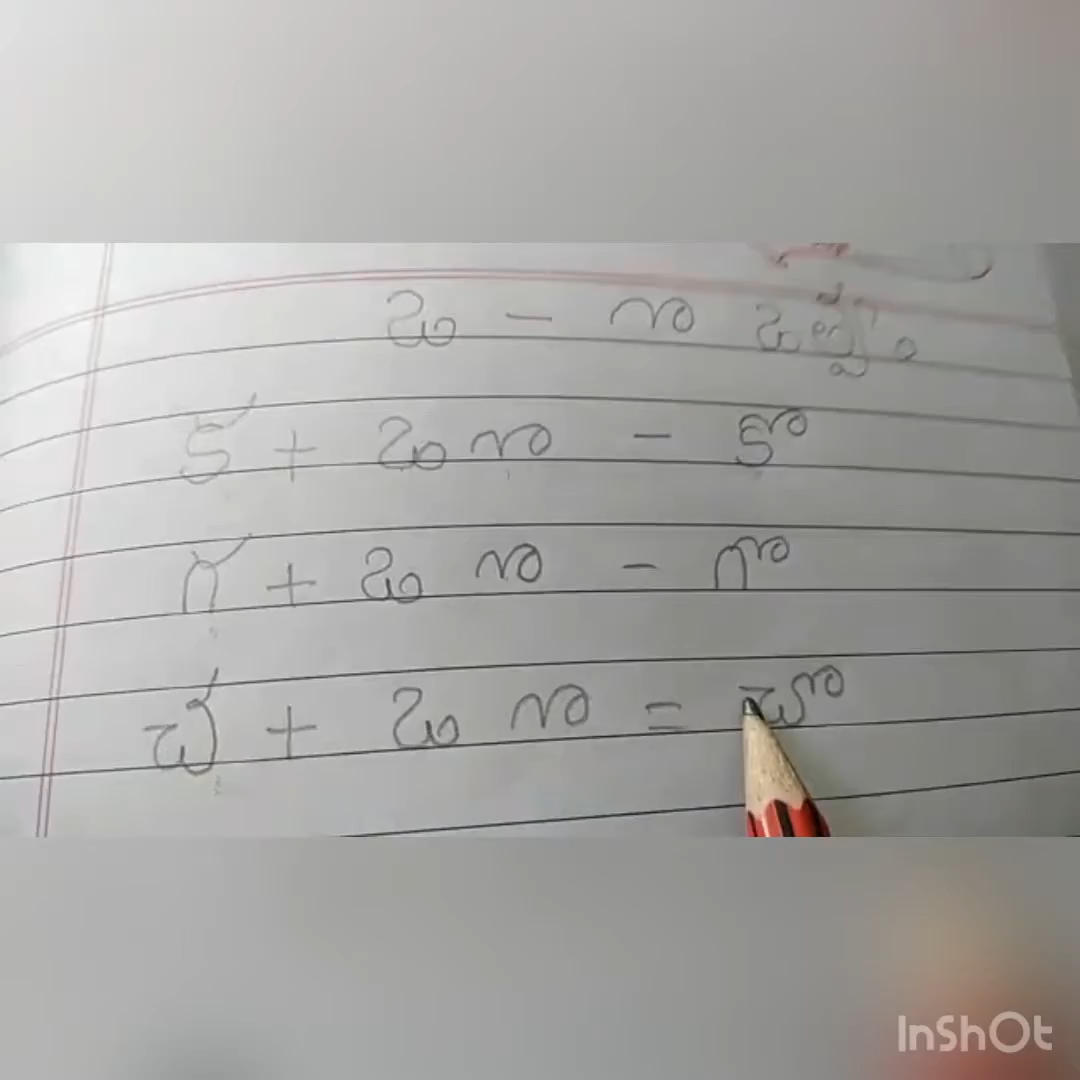 ఒ - ొ ఒత్వం
క + ఒ ొ - కొ
గ + ఒ ొ - గొ
చ + ఒ ొ = చొ
InShOt